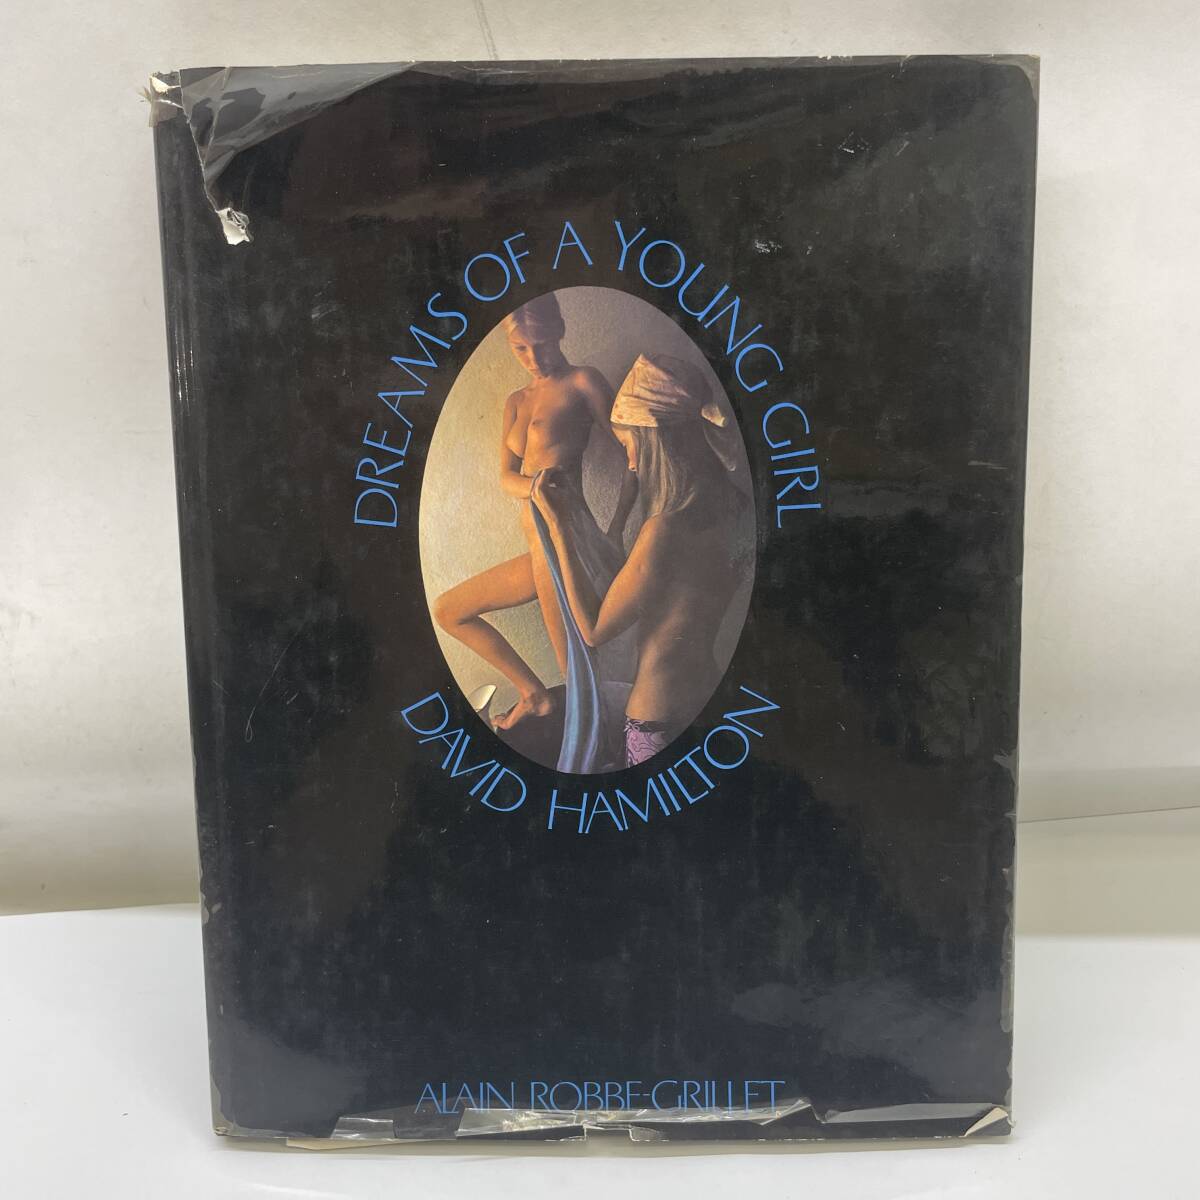 DREAMS OF A YOUNG GIRL
DAVID HAMILTON
ALAIN ROBBE-GRILLET